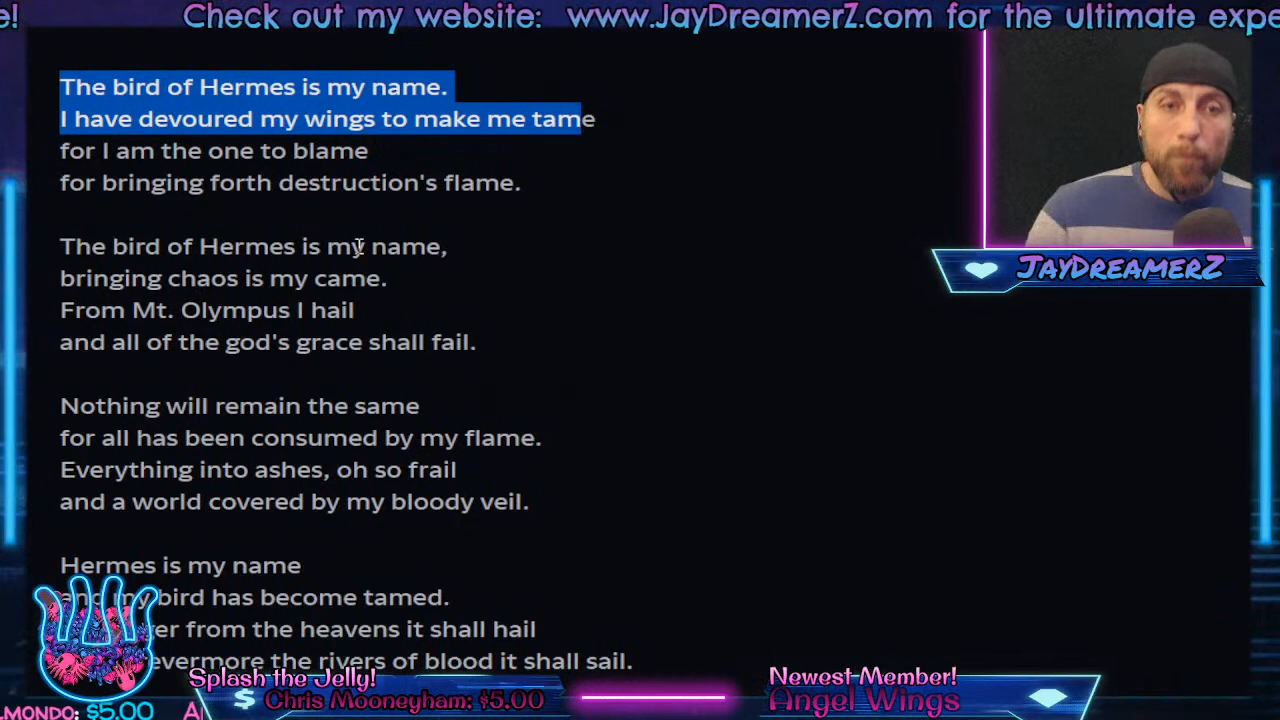 e! Check out my website: www.JayDreamerZ.com for the ultimate expe
The bird of Hermes is my name.
I have devoured my wings to make me tame
for I am the one to blame
for bringing forth destruction's flame.
The bird of Hermes is my name,
bringing chaos is my came.
From Mt. Olympus I hail
and all of the god's grace shall fail.
Nothing will remain the same
for all has been consumed by my flame.
Everything into ashes, oh so frail
and a world covered by my bloody veil.
Hermes is my name
my bird has become tamed.
from the heavens it shall hail
evermore the rivers of blood it shall sail.
JayDreamerZ
Splash the Jelly!
$ Chris Mooneyham: $5.00
Newest Member!
Angel Wings
LMONDO: $5.00